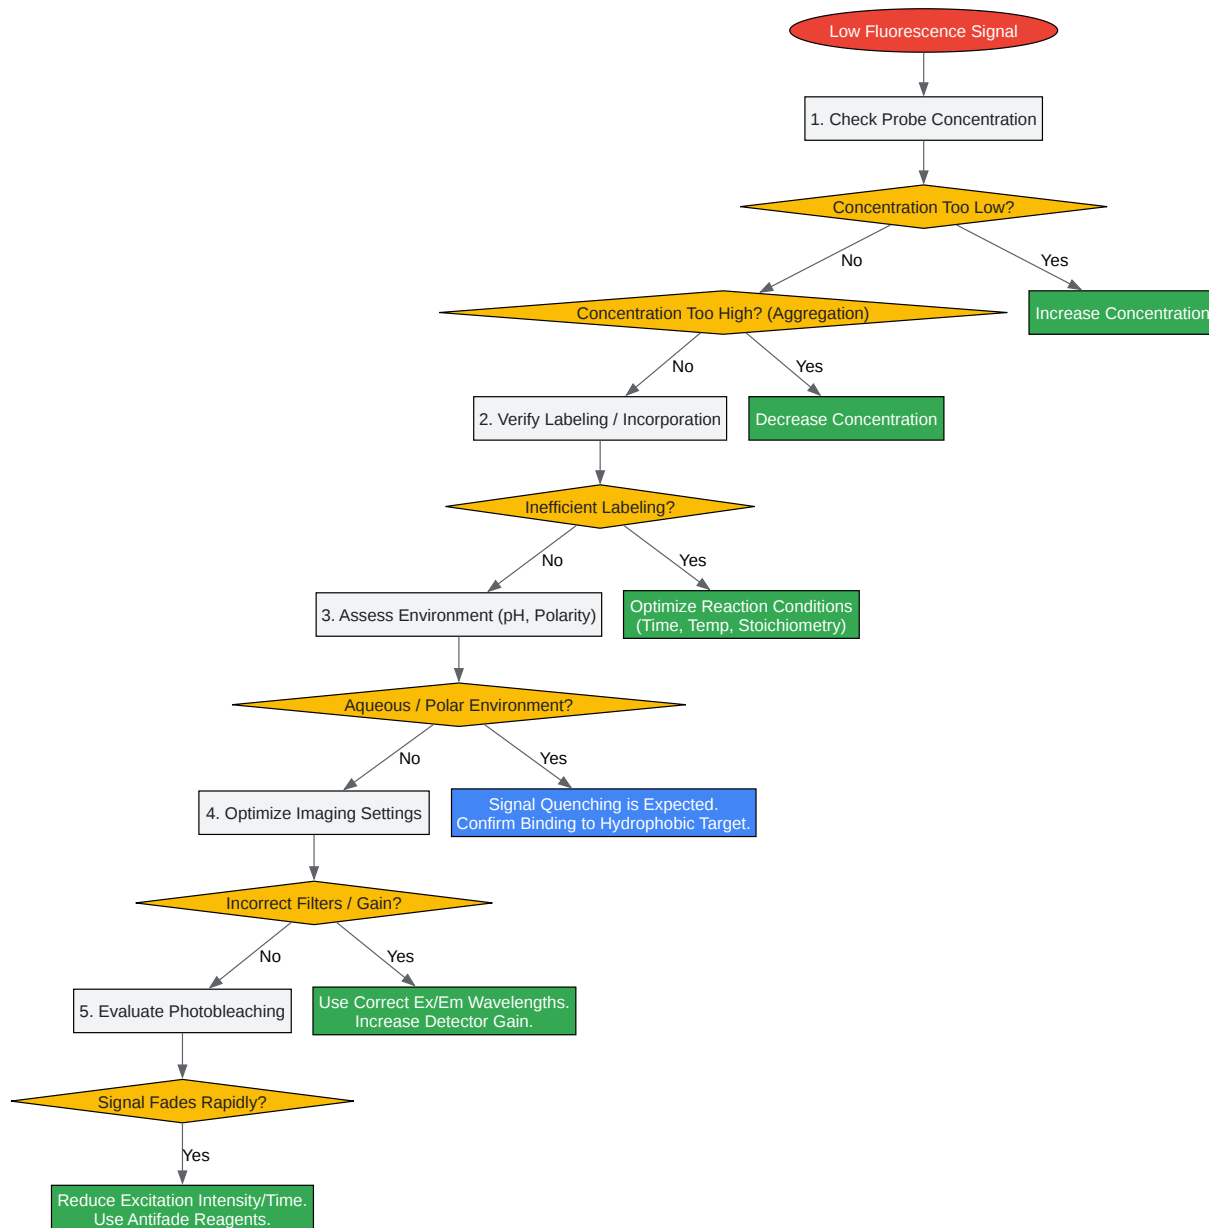 Low Fluorescence Signal
1. Check Probe Concentration
Concentration Too Low?
No
Yes
Concentration Too High? (Aggregation)
Increase Concentration
No
Yes
2. Verify Labeling / Incorporation
Decrease Concentration
Inefficient Labeling?
No
Yes
3. Assess Environment (pH, Polarity)
Optimize Reaction Conditions
(Time, Temp, Stoichiometry)
Aqueous / Polar Environment?
No
Yes
4. Optimize Imaging Settings
Signal Quenching is Expected.
Confirm Binding to Hydrophobic Target.
Incorrect Filters / Gain?
No
Yes
5. Evaluate Photobleaching
Use Correct Ex/Em Wavelengths.
Increase Detector Gain.
Signal Fades Rapidly?
Yes
Reduce Excitation Intensity/Time.
Use Antifade Reagents.